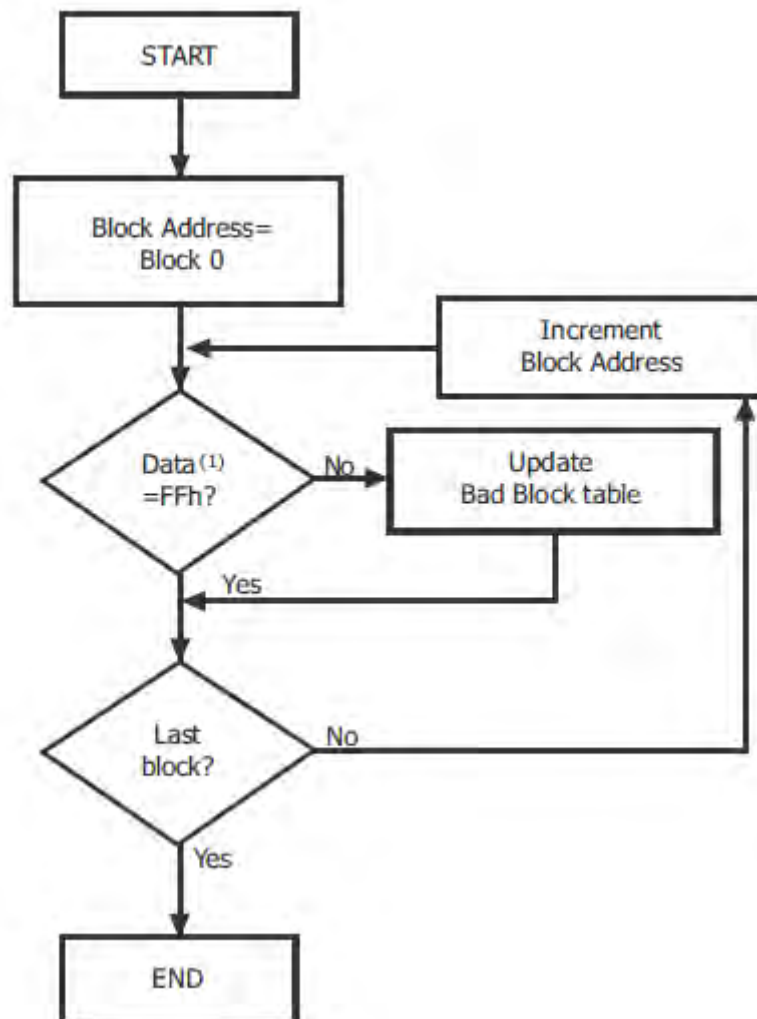 START
Block Address=
Block 0
Increment
Block Address
Data(1)
=FFh?
No
Update
Bad Block table
Yes
Last
block?
No
Yes
END